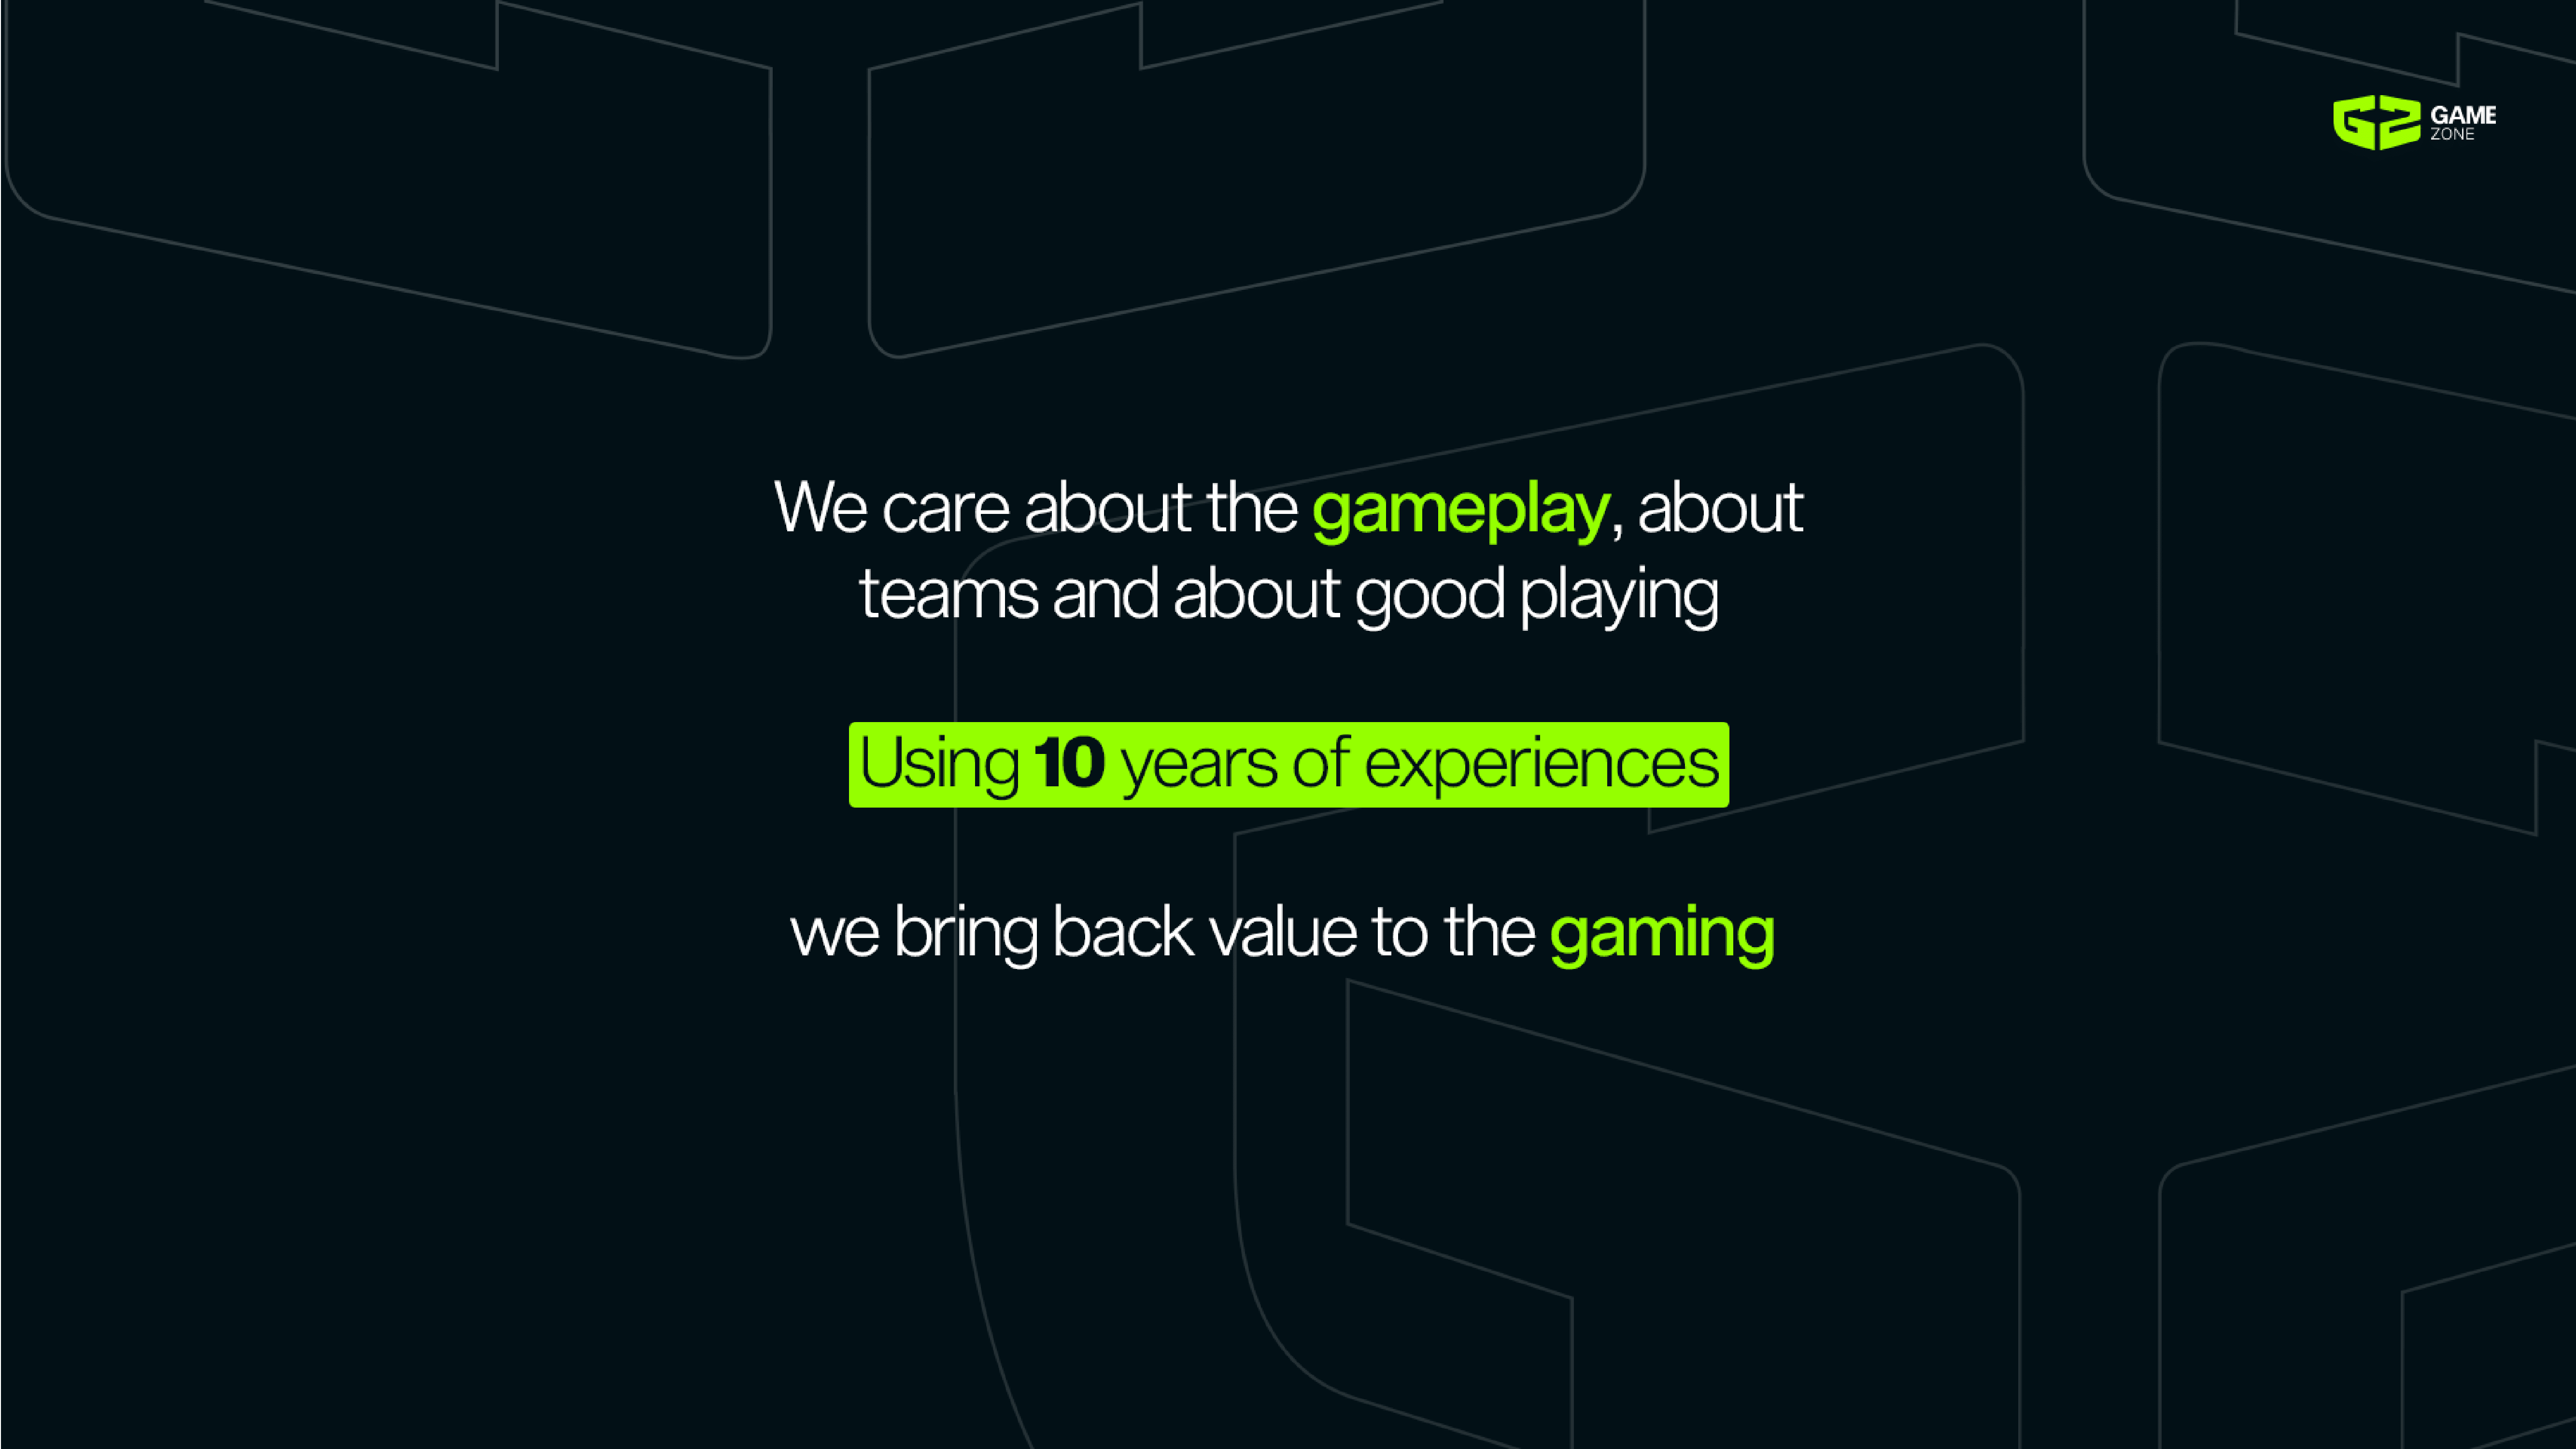 GAME
ZONE
We care about the gameplay, about
teams and about good playing
Using 10 years of experiences
we bring back value to the gaming